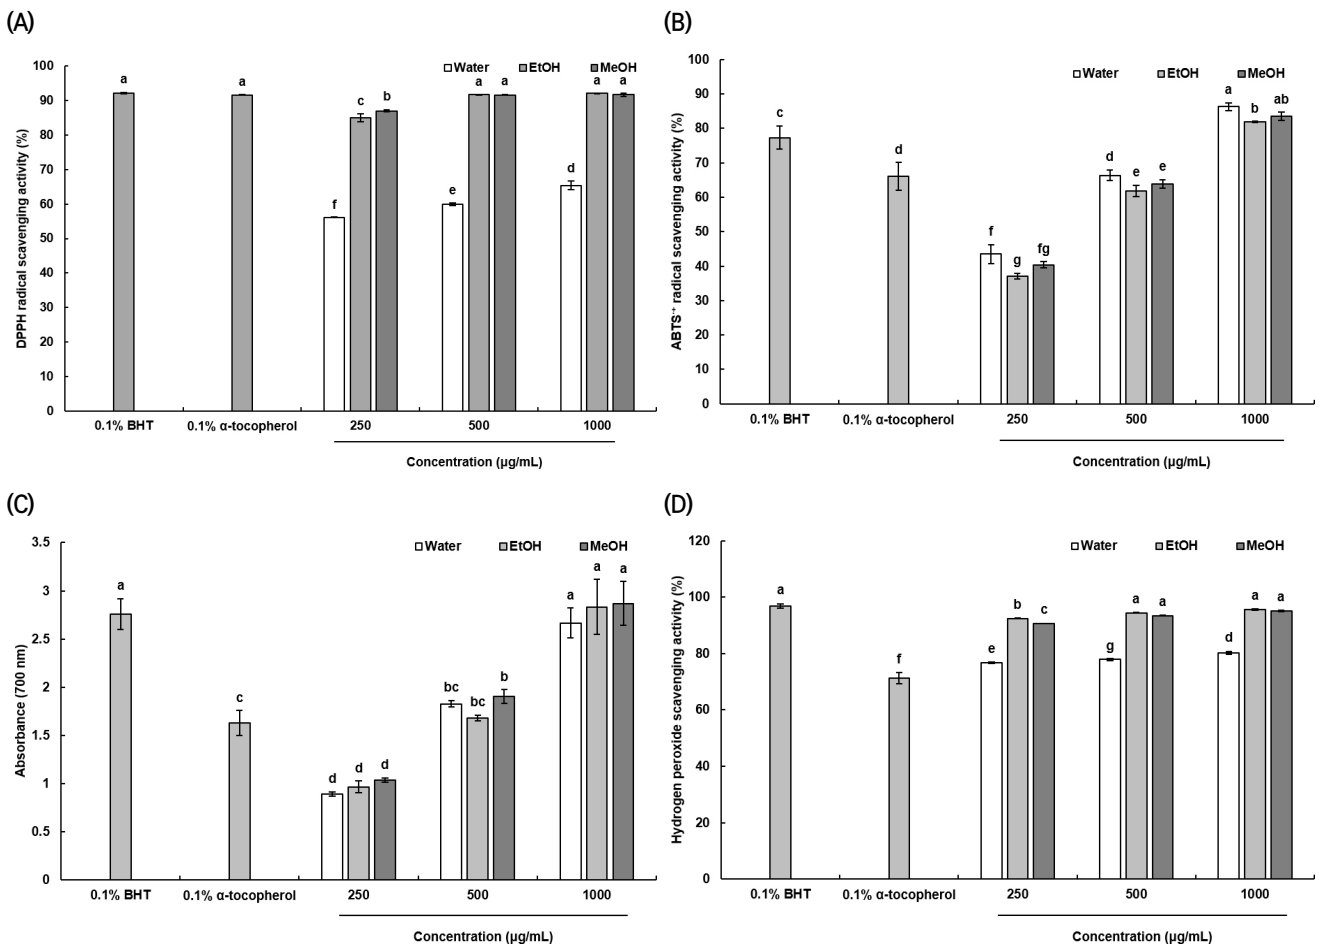 (A)
DPPH radical scavenging activity (%)
100
90
80
70
60
50
40
30
20
10
0
Water EtOH MeOH
a a c b a a a a
f e d
0.1% BHT 0.1% α-tocopherol 250 500 1000
Concentration (µg/mL)
(B)
ABTS·+ radical scavenging activity (%)
100
90
80
70
60
50
40
30
20
10
0
Water EtOH MeOH
c d f g fg d e e a b ab
0.1% BHT 0.1% α-tocopherol 250 500 1000
Concentration (µg/mL)
(C)
Absorbance (700 nm)
3.5
3
2.5
2
1.5
1
0.5
0
Water EtOH MeOH
a c d d d bc bc b a a a
0.1% BHT 0.1% α-tocopherol 250 500 1000
Concentration (µg/mL)
(D)
Hydrogen peroxide scavenging activity (%)
120
100
80
60
40
20
0
Water EtOH MeOH
a f e b c g a a d a a
0.1% BHT 0.1% α-tocopherol 250 500 1000
Concentration (µg/mL)